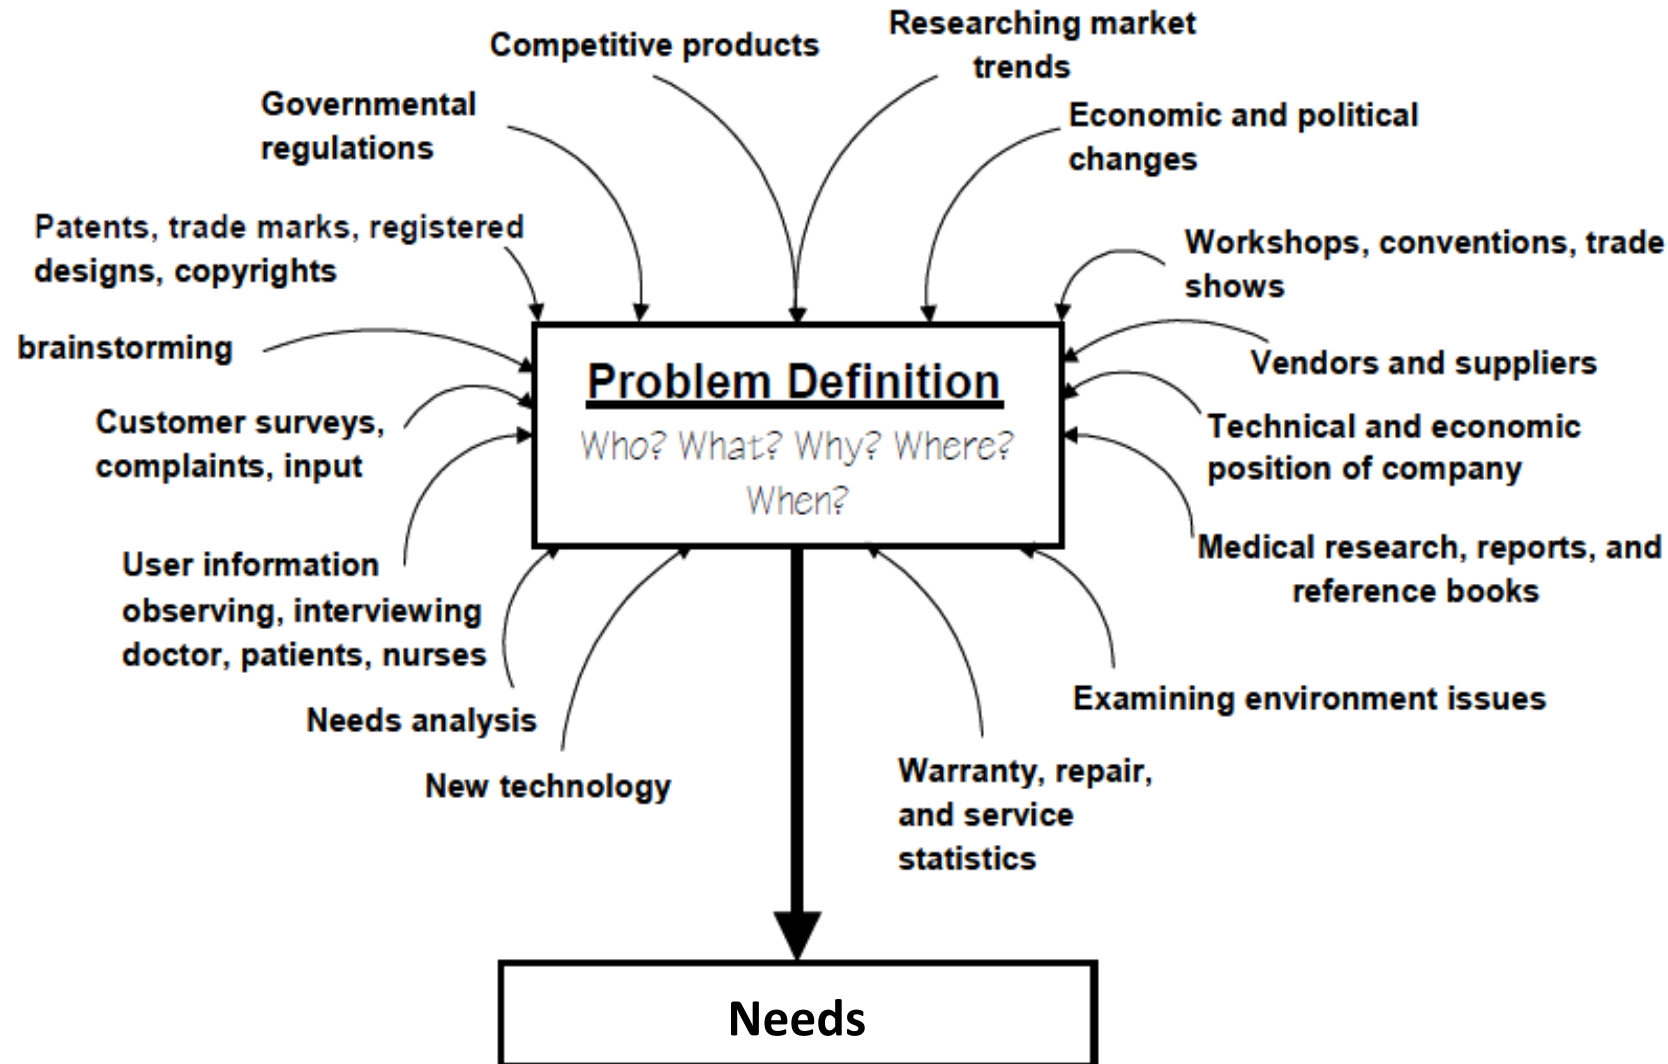 Competitive products
Researching market
trends
Governmental
regulations
Economic and political
changes
Patents, trade marks, registered
designs, copyrights
Workshops, conventions, trade
shows
brainstorming
Vendors and suppliers
Problem Definition
Who? What? Why? Where?
When?
Customer surveys,
complaints, input
Technical and economic
position of company
User information
observing, interviewing
doctor, patients, nurses
Medical research, reports, and
reference books
Needs analysis
Examining environment issues
New technology
Warranty, repair,
and service
statistics
Needs